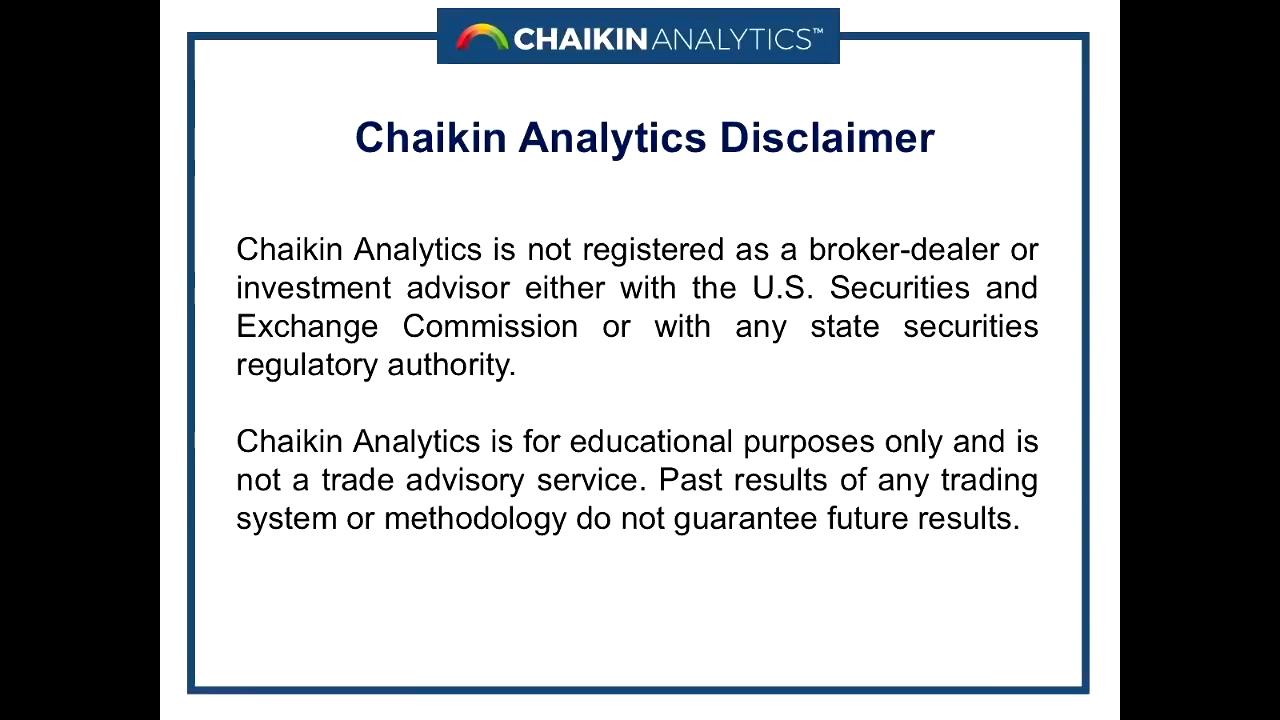 CHAIKIN ANALYTICS™
Chaikin Analytics Disclaimer
Chaikin Analytics is not registered as a broker-dealer or
investment advisor either with the U.S. Securities and
Exchange Commission or with any state securities
regulatory authority.
Chaikin Analytics is for educational purposes only and is
not a trade advisory service. Past results of any trading
system or methodology do not guarantee future results.